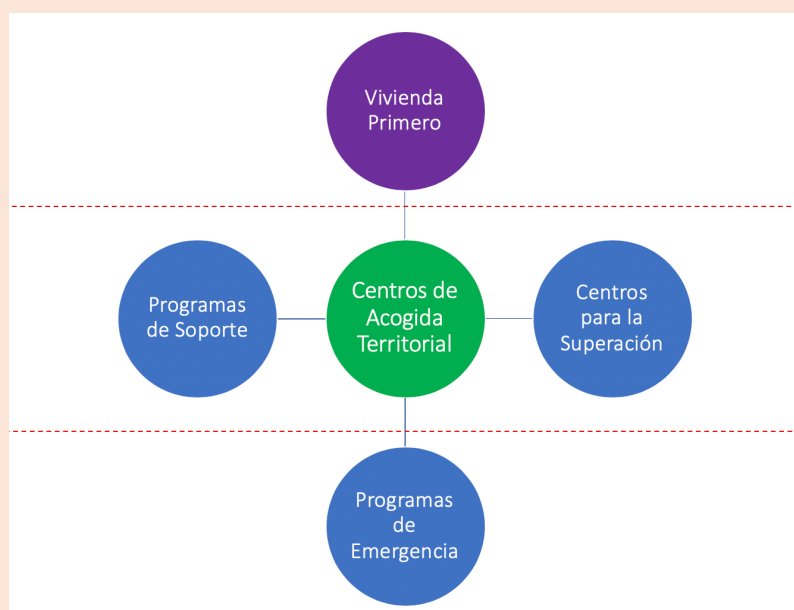 Vivienda
Primero
Programas
de Soporte
Centros de
Acogida
Territorial
Centros
para la
Superación
Programas
de
Emergencia